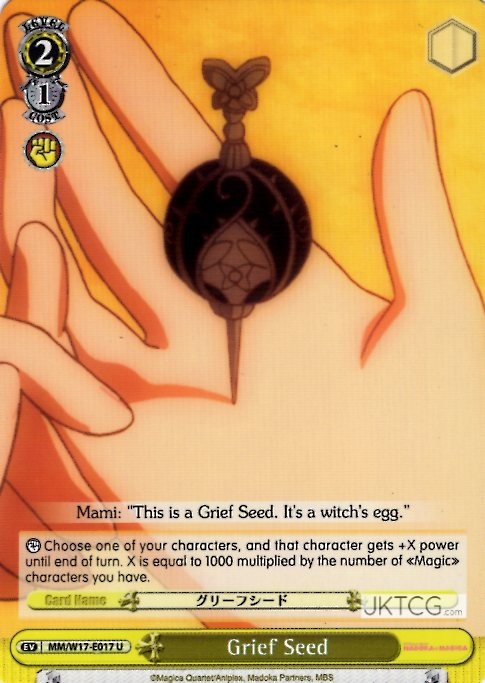 LEVEL
2
1
COST
Mami: "This is a Grief Seed. It's a witch's egg."
Choose one of your characters, and that character gets +X power
until end of turn. X is equal to 1000 multiplied by the number of «Magic»
characters you have.
Card Name グリーフシード
UKTCG.com
EV MM/W17-E017 U Grief Seed
MADOKA★MAGICA
©Magica Quartet/Aniplex, Madoka Partners, MBS